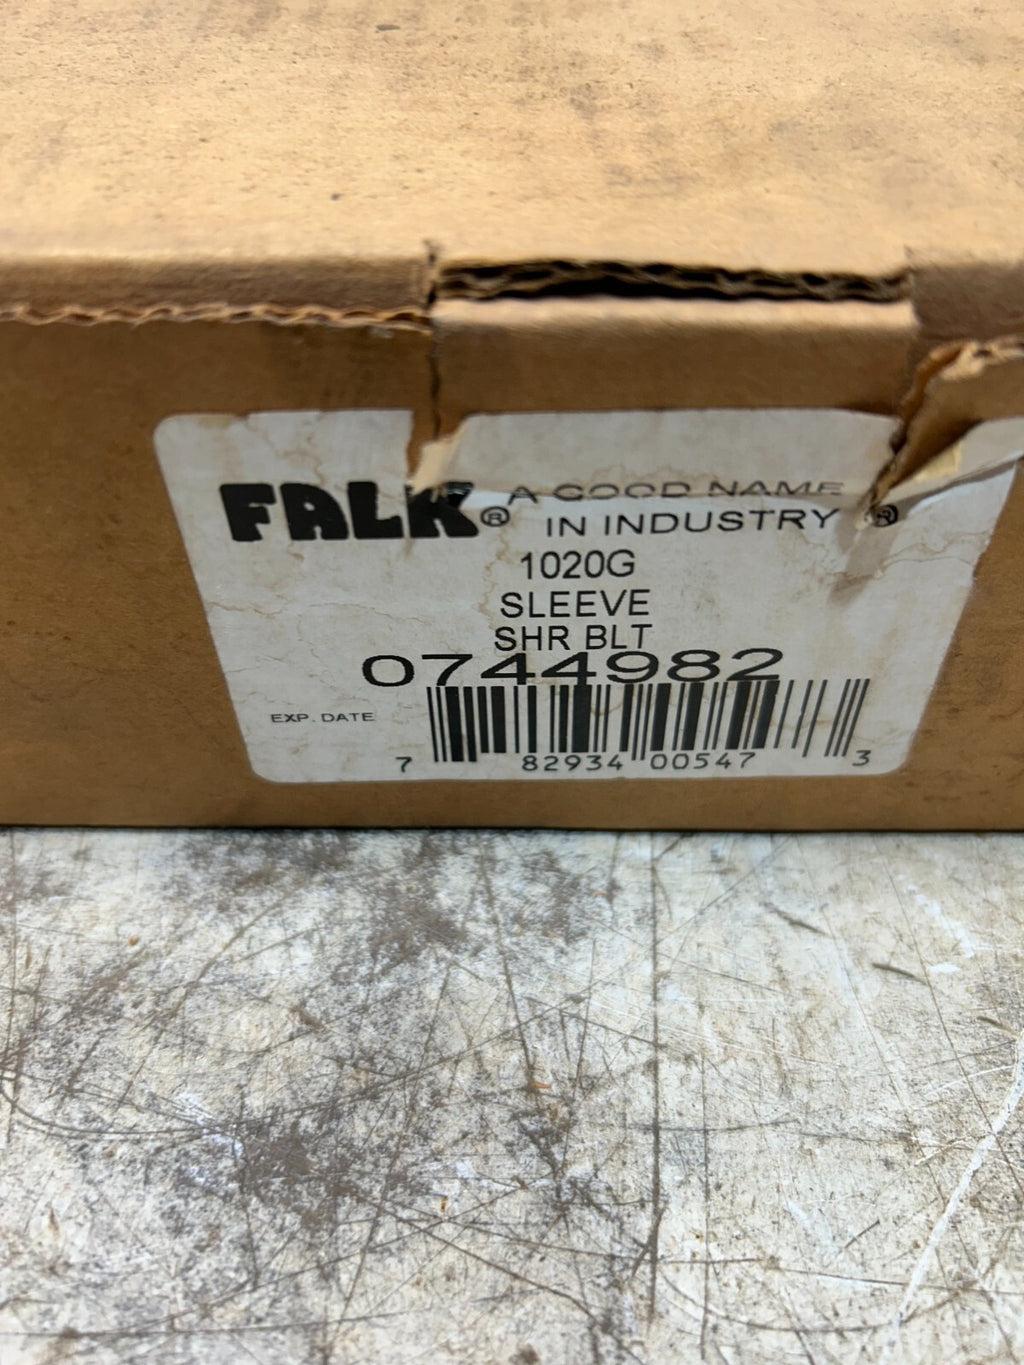 FALK® A GOOD NAME
IN INDUSTRY ®
1020G
SLEEVE
SHR BLT
0744982
EXP. DATE
7 82934 00547 3